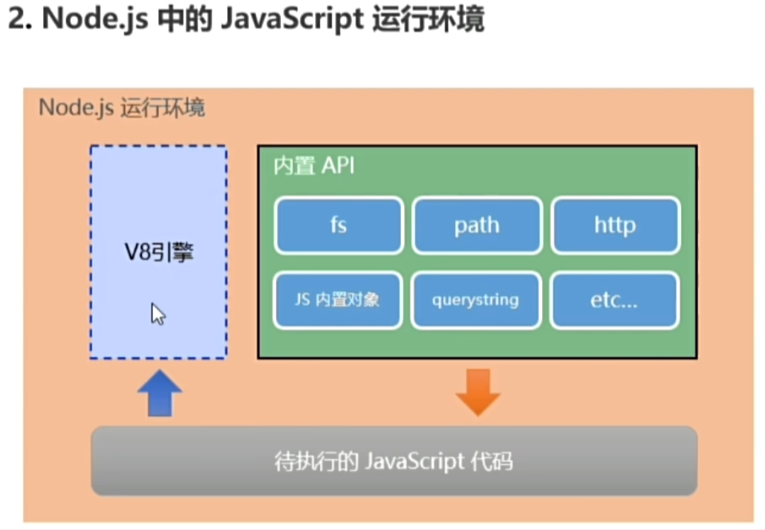 2. Node.js 中的 JavaScript 运行环境
Node.js 运行环境
V8引擎
内置 API
fs
path
http
JS 内置对象
querystring
etc...
待执行的 JavaScript 代码